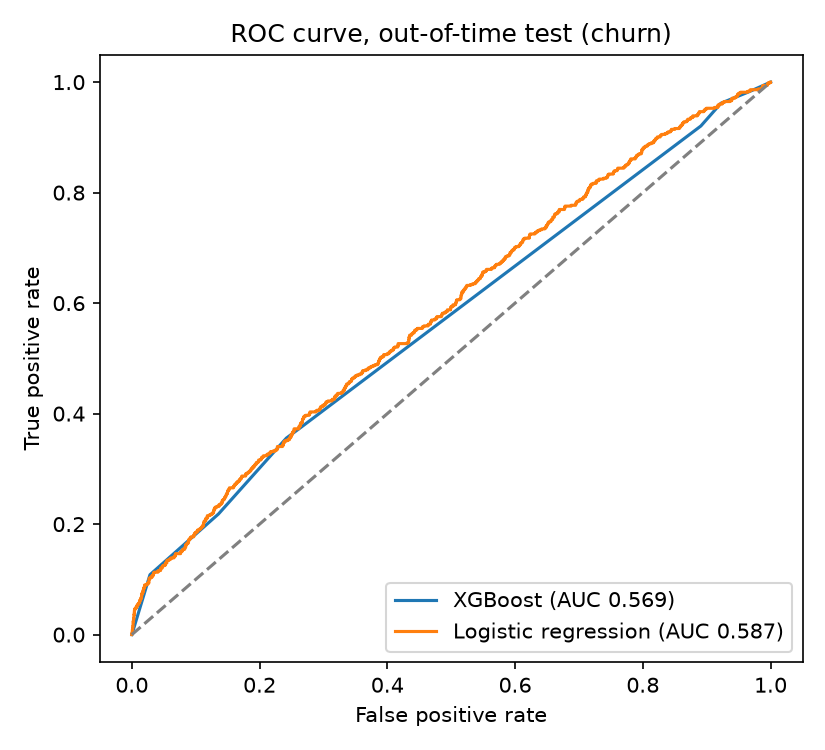 ROC curve, out-of-time test (churn)
True positive rate
1.0
0.8
0.6
0.4
0.2
0.0
XGBoost (AUC 0.569)
Logistic regression (AUC 0.587)
0.0 0.2 0.4 0.6 0.8 1.0
False positive rate